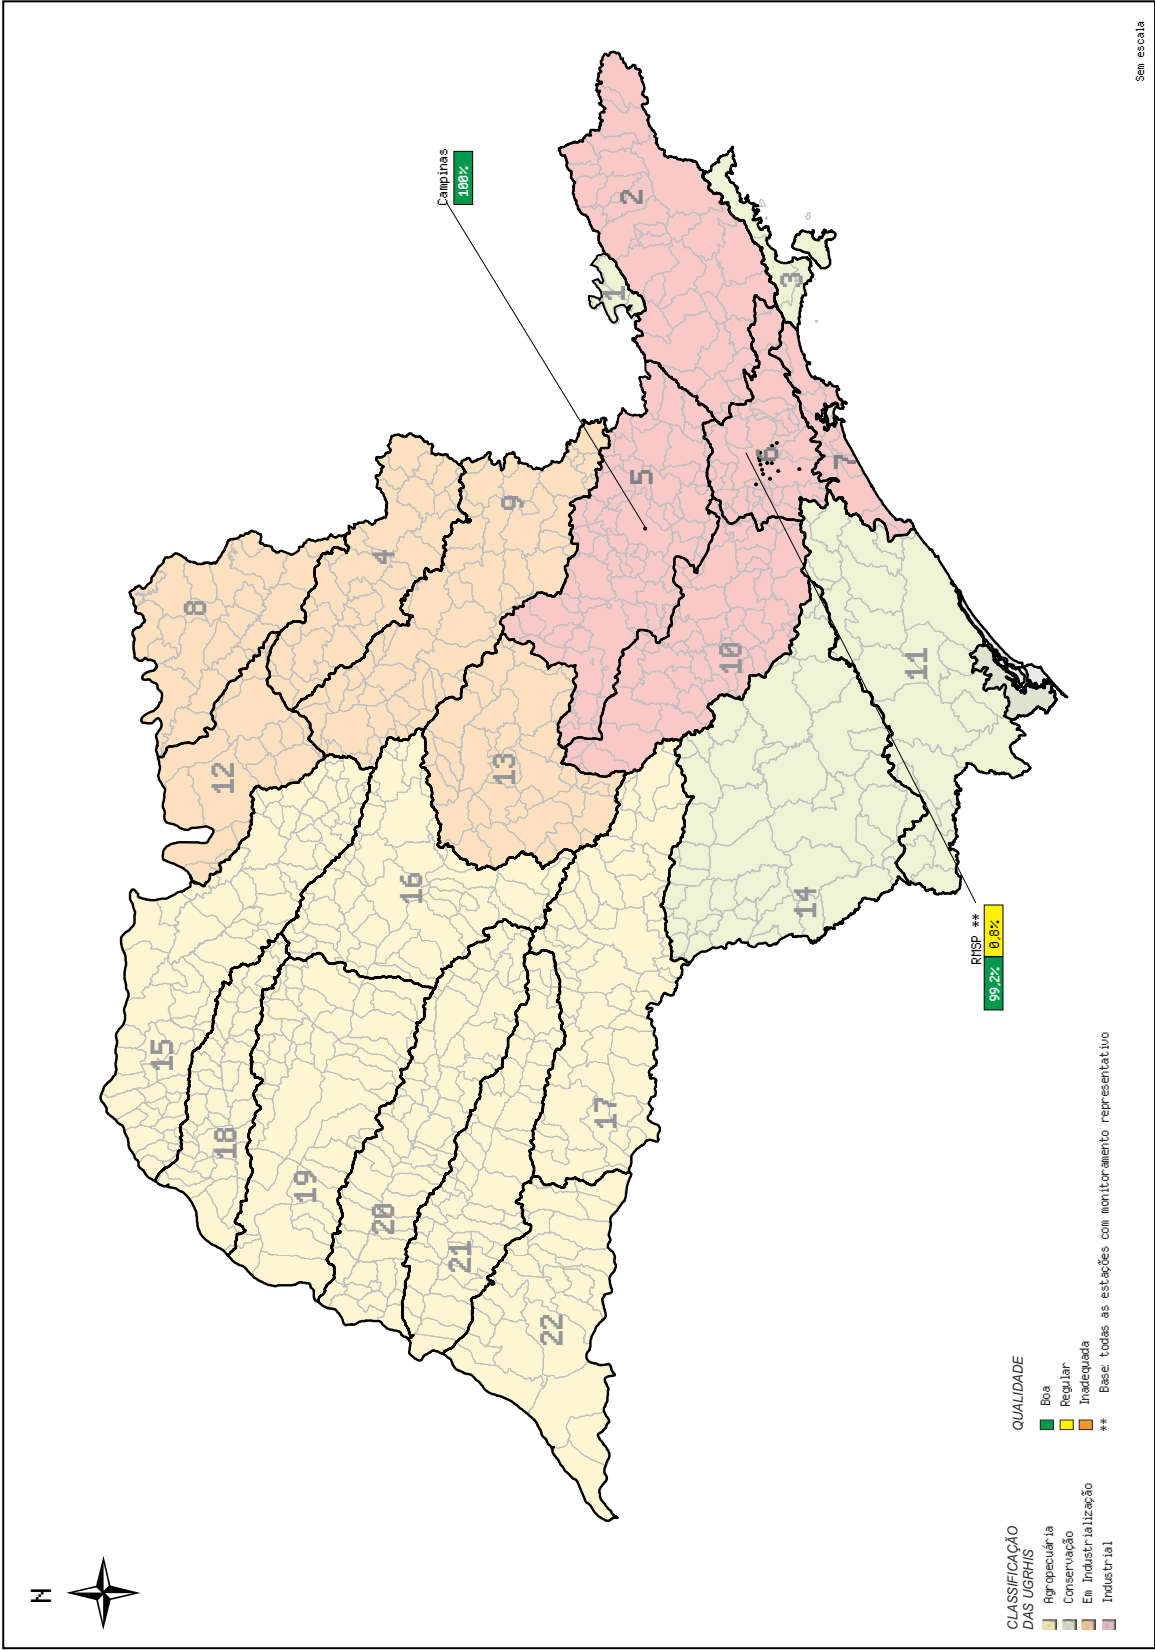 N
Campinas
100%
1
2
3
4
5
6
7
8
9
10
11
12
13
14
15
16
17
18
19
20
21
22
RMSP **
99,2% 0,8%
CLASSIFICAÇÃO
DAS UGRHIS
Agropecuária
Conservação
Em Industrialização
Industrial
QUALIDADE
Boa
Regular
Inadequada
** Base: todas as estações com monitoramento representativo
Sem escala